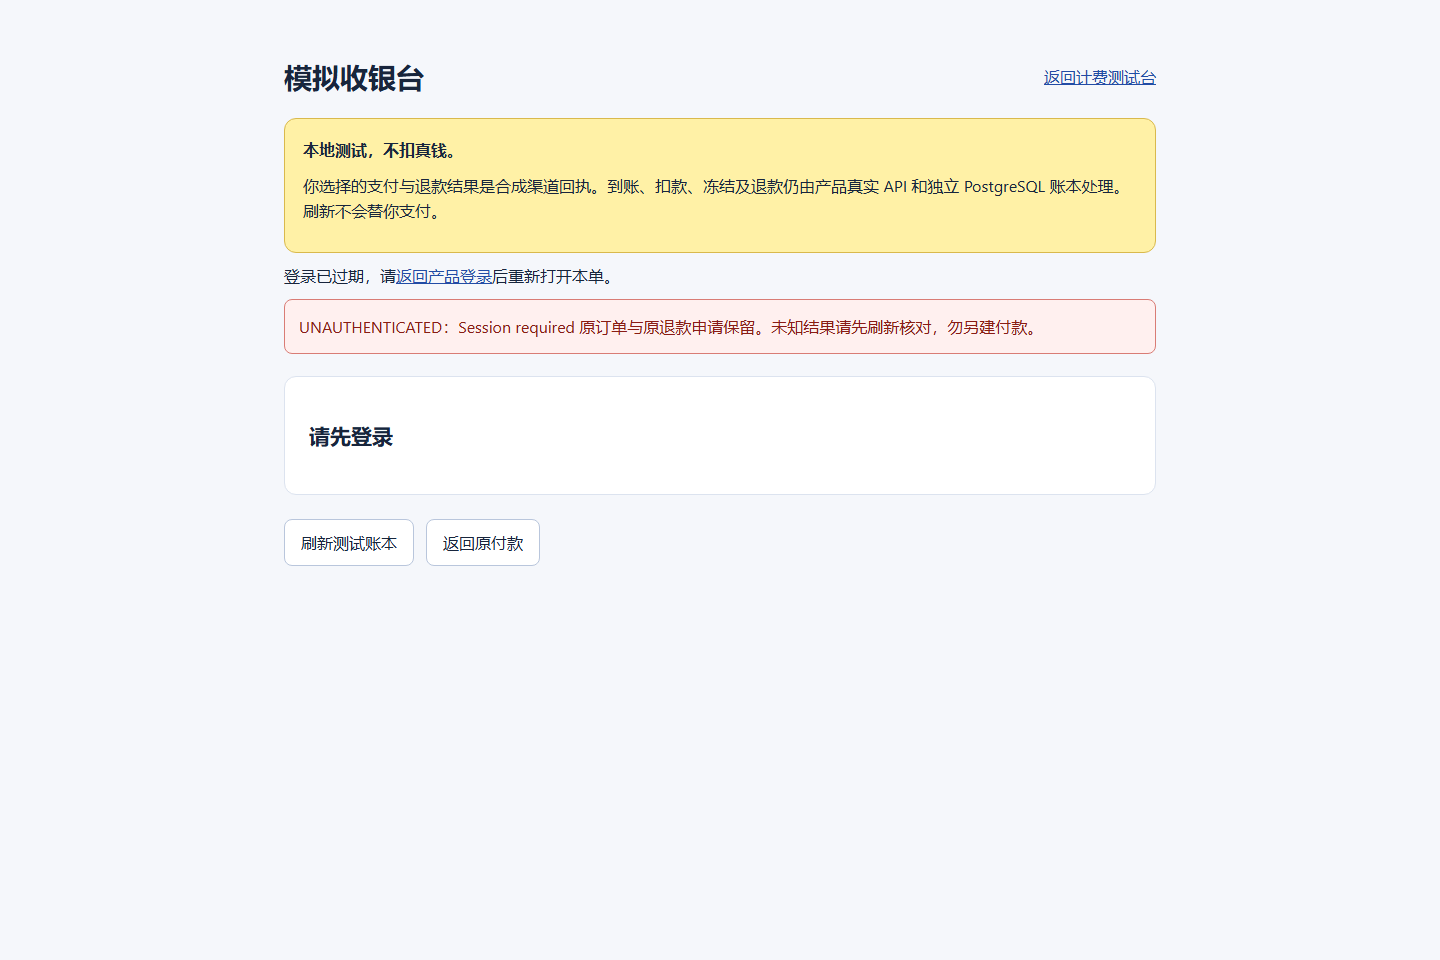 模拟收银台
返回计费测试台
本地测试，不扣真钱。
你选择的支付与退款结果是合成渠道回执。到账、扣款、冻结及退款仍由产品真实 API 和独立 PostgreSQL 账本处理。
刷新不会替你支付。
登录已过期，请返回产品登录后重新打开本单。
UNAUTHENTICATED：Session required 原订单与原退款申请保留。未知结果请先刷新核对，勿另建付款。
请先登录
刷新测试账本
返回原付款